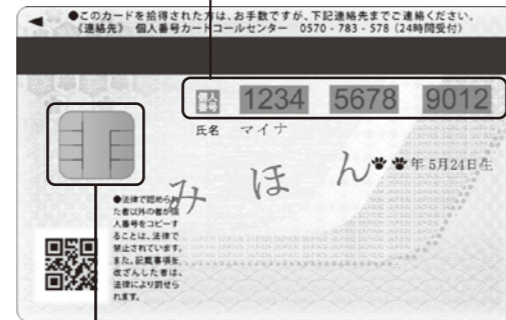 ●このカードを拾得された方は、お手数ですが、下記連絡先までご連絡ください。
《連絡先》 個人番号カードコールセンター 0570 - 783 - 578（24時間受付）
個人番号 1234 5678 9012
氏名 マイナ
年 5月24日生
みほん
●法律で認められ
た者以外の者が個
人番号をコピーす
ることは、法律で
禁止されています。
また、記載事項を
改ざんした者は、
法律により罰せら
れます。